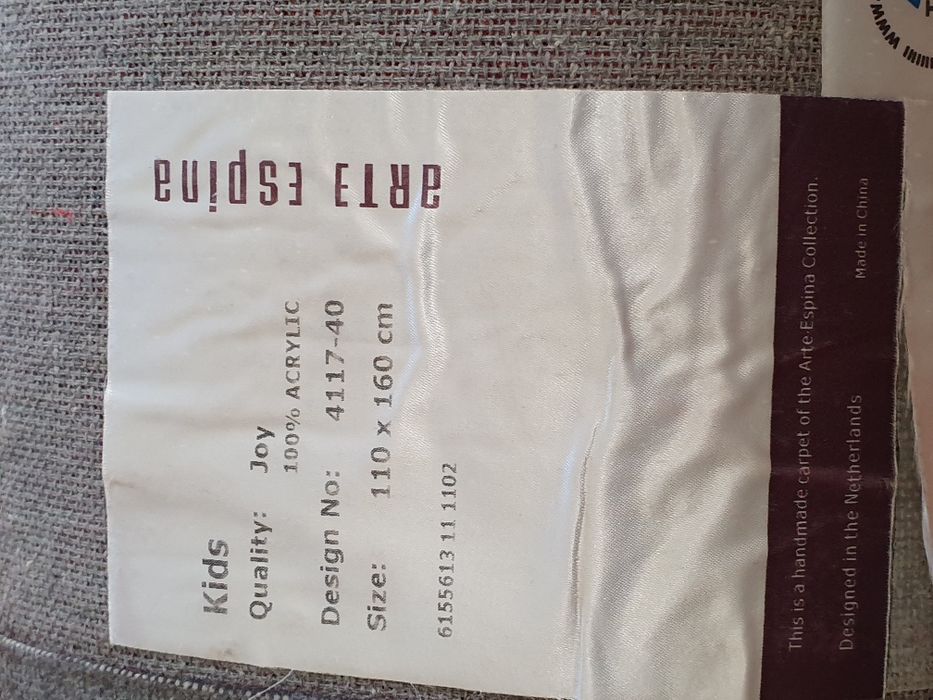 arte Espina
Kids
Quality: Joy
100% ACRYLIC
Design No: 4117-40
Size: 110 x 160 cm
6155613 11 1102
This is a handmade carpet of the Arte-Espina Collection.
Designed in the Netherlands Made in China